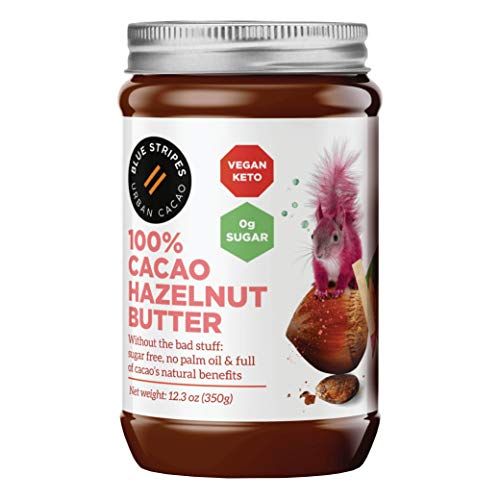 BLUE STRIPES
URBAN CACAO
VEGAN
KETO
0g
SUGAR
100%
CACAO
HAZELNUT
BUTTER
Without the bad stuff:
sugar free, no palm oil & full
of cacao's natural benefits
Net weight: 12.3 oz (350g)